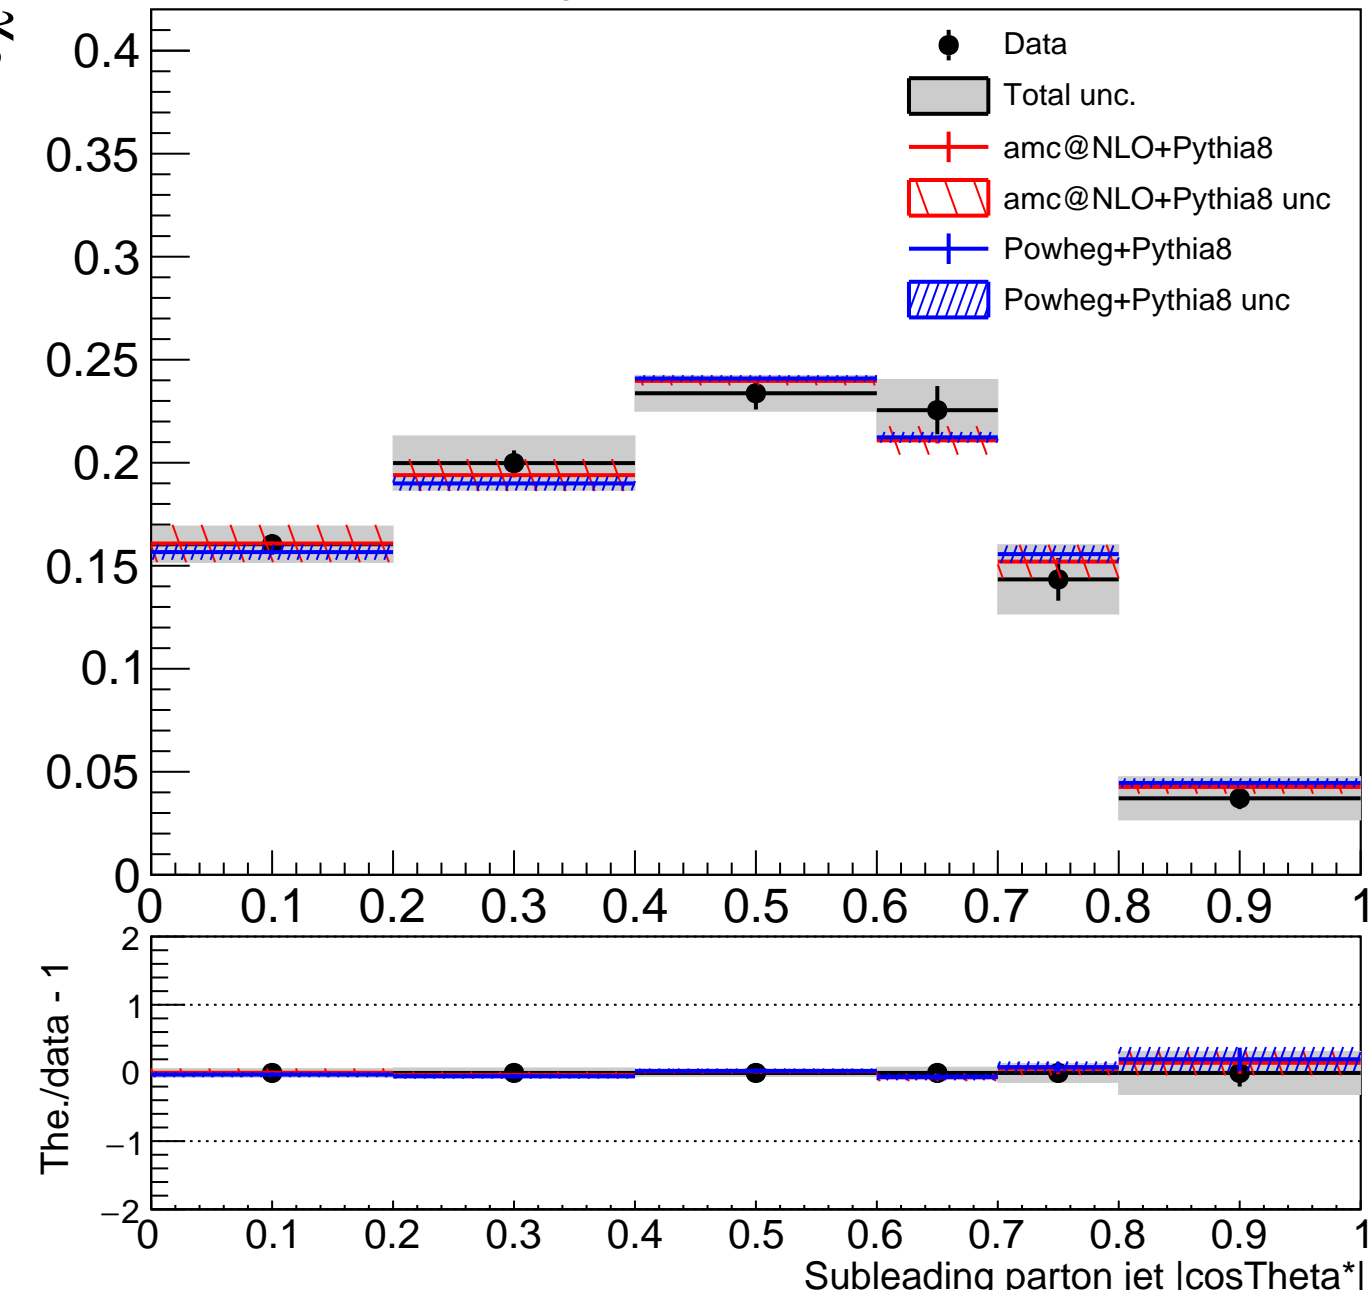 Data
Total unc.
amc@NLO+Pythia8
amc@NLO+Pythia8 unc
Powheg+Pythia8
Powheg+Pythia8 unc
0.4
0.35
0.3
0.25
0.2
0.15
0.1
0.05
0
0 0.1 0.2 0.3 0.4 0.5 0.6 0.7 0.8 0.9 1
2
1
0
−1
−2
The./data - 1
0 0.1 0.2 0.3 0.4 0.5 0.6 0.7 0.8 0.9 1
Subleading parton jet |cosTheta*|